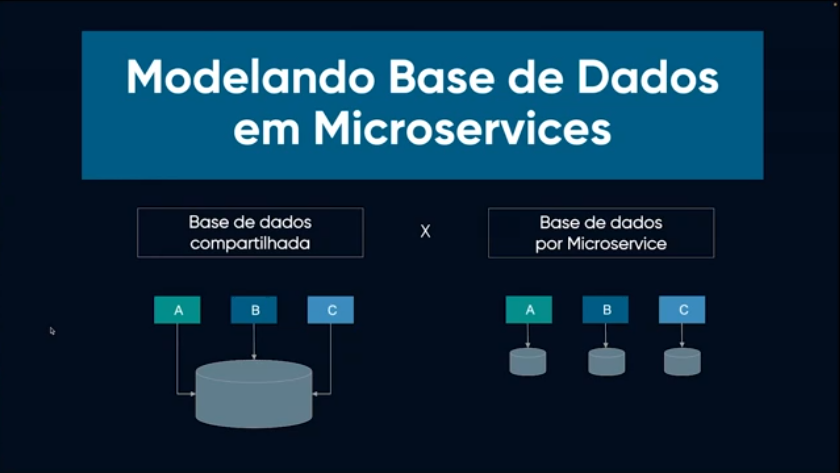 Modelando Base de Dados
em Microservices
Base de dados
compartilhada
X
Base de dados
por Microservice
A B C
A B C